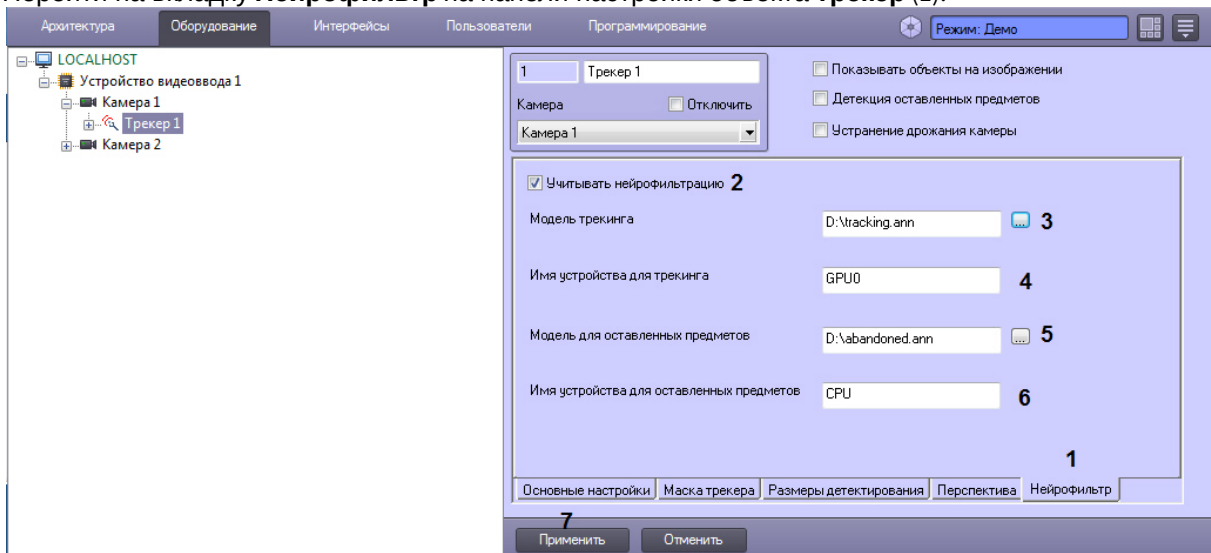 Перейти на вкладку Нейрофильтр на панели настройки объекта Трекер (1).
Архитектура Оборудование Интерфейсы Пользователи Программирование Режим: Демо
LOCALHOST
Устройство видеоввода 1
Камера 1
Трекер 1
Камера 2
1 Трекер 1
Камера Отключить
Камера 1
Показывать объекты на изображении
Детекция оставленных предметов
Устранение дрожания камеры
Учитывать нейрофильтрацию 2
Модель трекинга D:\tracking.ann ... 3
Имя устройства для трекинга GPU0 4
Модель для оставленных предметов D:\abandoned.ann ... 5
Имя устройства для оставленных предметов CPU 6
1
Основные настройки Маска трекера Размеры детектирования Перспектива Нейрофильтр
7
Применить Отменить